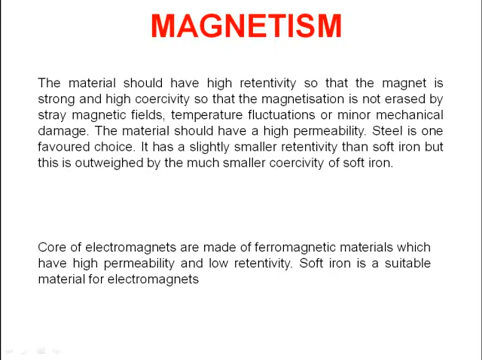 MAGNETISM
The material should have high retentivity so that the magnet is
strong and high coercivity so that the magnetisation is not erased by
stray magnetic fields, temperature fluctuations or minor mechanical
damage. The material should have a high permeability. Steel is one
favoured choice. It has a slightly smaller retentivity than soft iron but
this is outweighed by the much smaller coercivity of soft iron.
Core of electromagnets are made of ferromagnetic materials which
have high permeability and low retentivity. Soft iron is a suitable
material for electromagnets